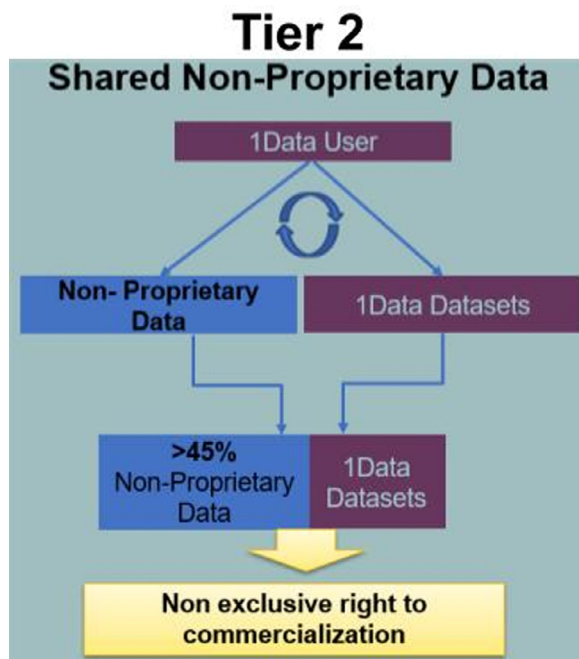 Tier 2
Shared Non-Proprietary Data
1Data User
Non- Proprietary
Data
1Data Datasets
>45%
Non-Proprietary
Data
1Data
Datasets
Non exclusive right to
commercialization